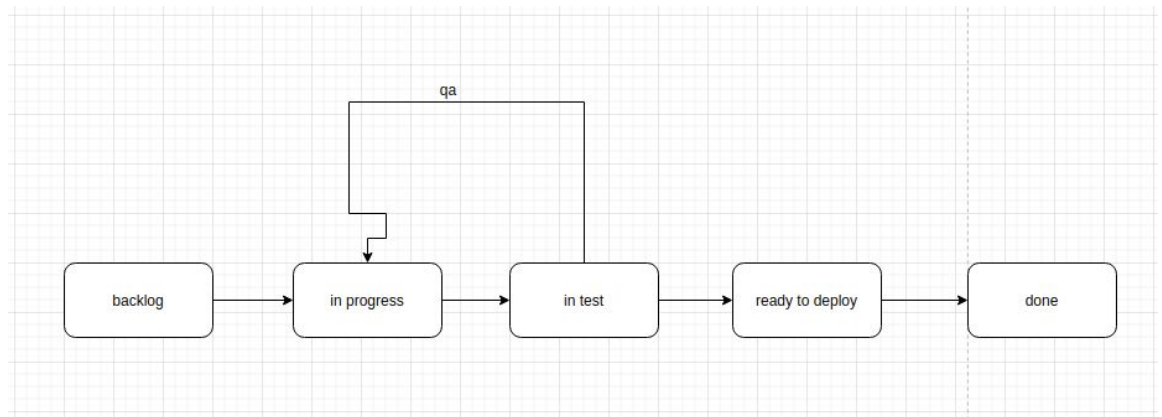 qa
backlog
in progress
in test
ready to deploy
done